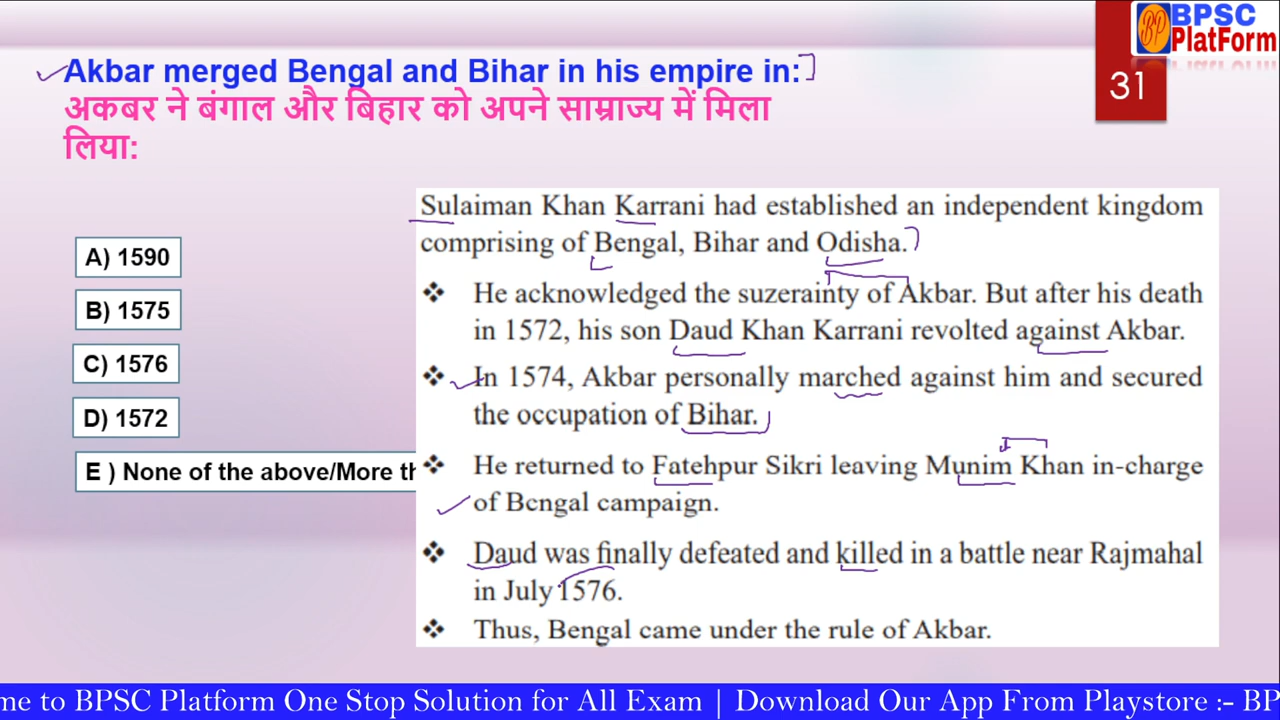 BPSC
PlatForm
BP
31
Akbar merged Bengal and Bihar in his empire in:
अकबर ने बंगाल और बिहार को अपने साम्राज्य में मिला
लिया:
A) 1590
B) 1575
C) 1576
D) 1572
E ) None of the above/More th
Sulaiman Khan Karrani had established an independent kingdom
comprising of Bengal, Bihar and Odisha.
❖ He acknowledged the suzerainty of Akbar. But after his death
in 1572, his son Daud Khan Karrani revolted against Akbar.
❖ In 1574, Akbar personally marched against him and secured
the occupation of Bihar.
❖ He returned to Fatehpur Sikri leaving Munim Khan in-charge
of Bengal campaign.
❖ Daud was finally defeated and killed in a battle near Rajmahal
in July 1576.
❖ Thus, Bengal came under the rule of Akbar.
me to BPSC Platform One Stop Solution for All Exam | Download Our App From Playstore :- BP